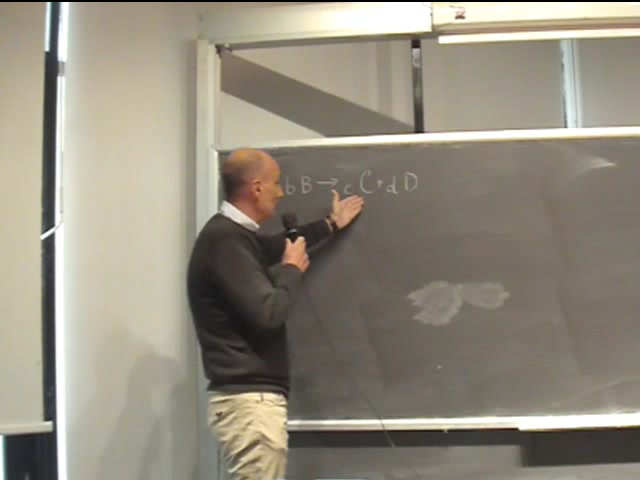 bB → cC + dD